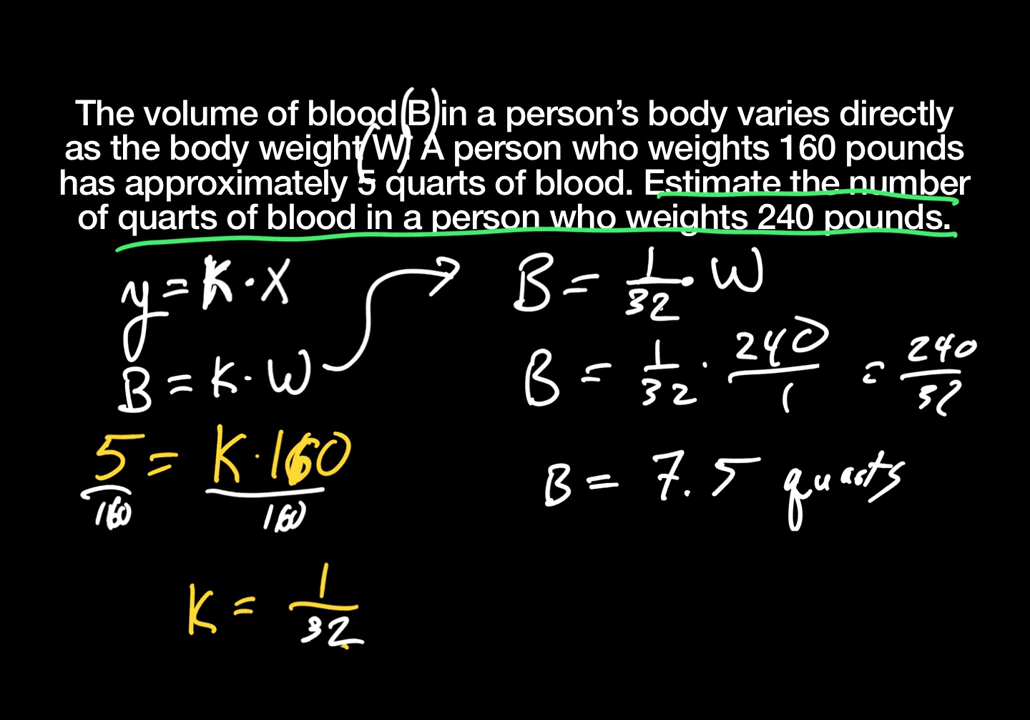 The volume of blood (B) in a person's body varies directly
as the body weight (W). A person who weights 160 pounds
has approximately 5 quarts of blood. Estimate the number
of quarts of blood in a person who weights 240 pounds.
y = K · X
B = K · W
5 = K · 160
160 160
K = 1/32
B = 1/32 · W
B = 1/32 · 240/1 = 240/32
B = 7.5 quarts